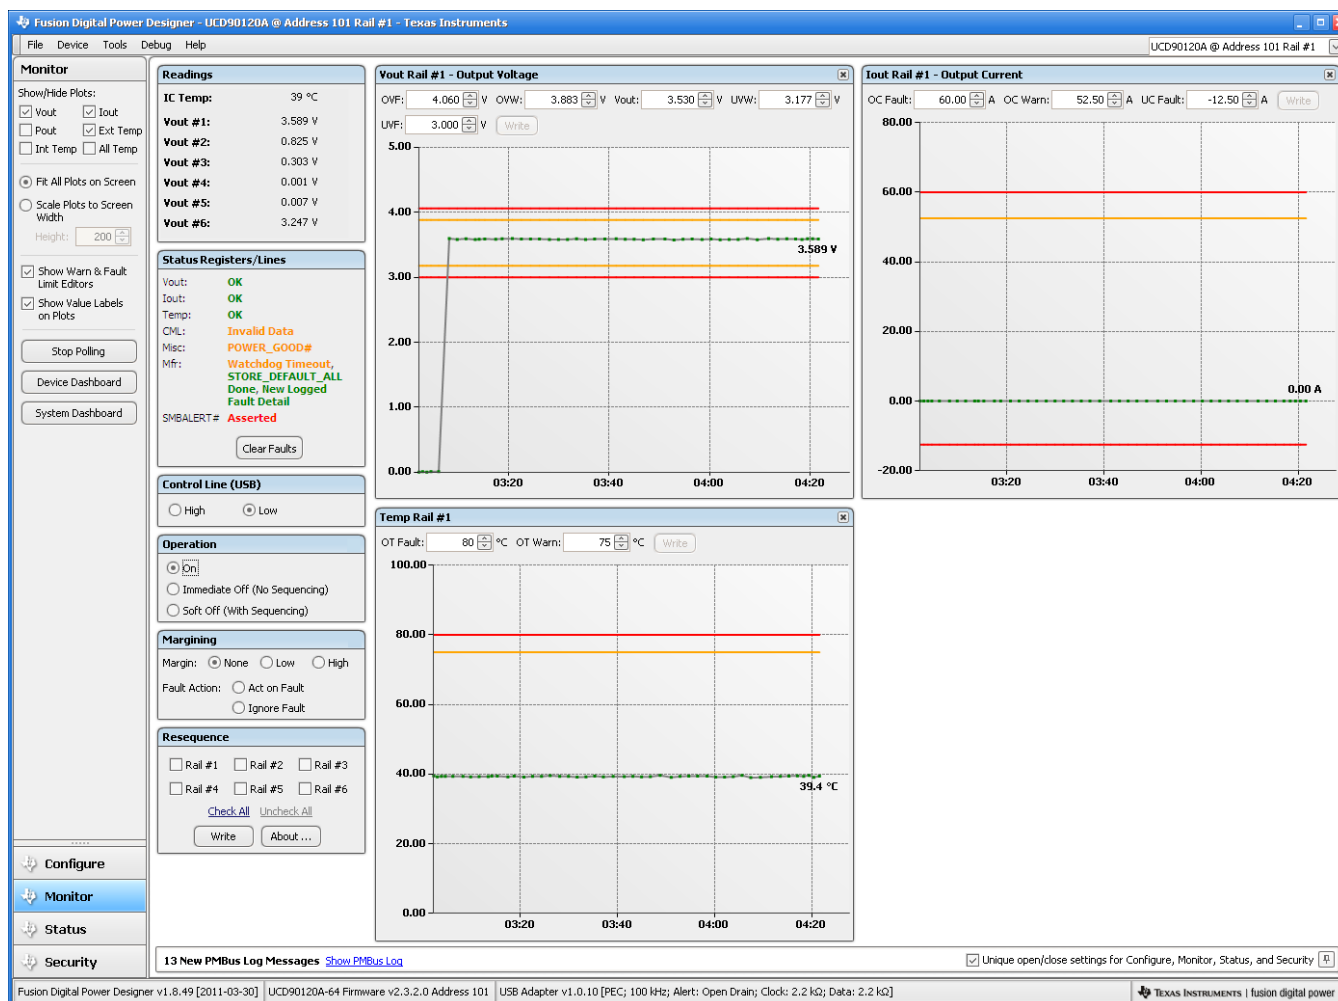 Fusion Digital Power Designer - UCD90120A @ Address 101 Rail #1 - Texas Instruments
File Device Tools Debug Help
UCD90120A @ Address 101 Rail #1
Monitor
Show/Hide Plots:
Vout Iout
Pout Ext Temp
Int Temp All Temp
Fit All Plots on Screen
Scale Plots to Screen
Width
Height: 200
Show Warn & Fault
Limit Editors
Show Value Labels
on Plots
Stop Polling
Device Dashboard
System Dashboard
Configure
Monitor
Status
Security
Readings
IC Temp: 39 °C
Vout #1: 3.589 V
Vout #2: 0.825 V
Vout #3: 0.303 V
Vout #4: 0.001 V
Vout #5: 0.007 V
Vout #6: 3.247 V
Status Registers/Lines
Vout: OK
Iout: OK
Temp: OK
CML: Invalid Data
Misc: POWER_GOOD#
Mfr: Watchdog Timeout,
STORE_DEFAULT_ALL
Done, New Logged
Fault Detail
SMBALERT# Asserted
Clear Faults
Control Line (USB)
High Low
Operation
On
Immediate Off (No Sequencing)
Soft Off (With Sequencing)
Margining
Margin: None Low High
Fault Action: Act on Fault
Ignore Fault
Resequence
Rail #1 Rail #2 Rail #3
Rail #4 Rail #5 Rail #6
Check All Uncheck All
Write About ...
Vout Rail #1 - Output Voltage
OVF: 4.060 V OVW: 3.883 V Vout: 3.530 V UVW: 3.177 V
UVF: 3.000 V Write
5.00
4.00
3.589 V
3.00
2.00
1.00
0.00
03:20 03:40 04:00 04:20
Iout Rail #1 - Output Current
OC Fault: 60.00 A OC Warn: 52.50 A UC Fault: -12.50 A Write
80.00
60.00
40.00
20.00
0.00 A
0.00
-20.00
03:20 03:40 04:00 04:20
Temp Rail #1
OT Fault: 80 °C OT Warn: 75 °C Write
100.00
80.00
60.00
40.00
39.4 °C
20.00
0.00
03:20 03:40 04:00 04:20
13 New PMBus Log Messages Show PMBus Log
Unique open/close settings for Configure, Monitor, Status, and Security
Fusion Digital Power Designer v1.8.49 [2011-03-30] UCD90120A-64 Firmware v2.3.2.0 Address 101 USB Adapter v1.0.10 [PEC; 100 kHz; Alert: Open Drain; Clock: 2.2 kΩ; Data: 2.2 kΩ] TEXAS INSTRUMENTS | fusion digital power